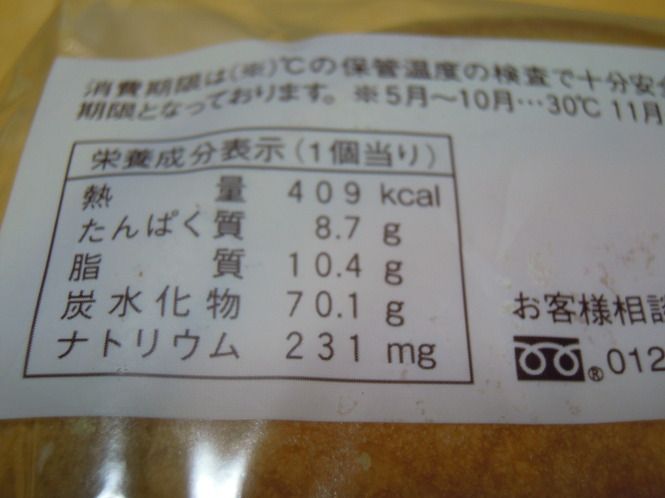 消費期限は(※)℃の保管温度の検査で十分安
期限となっております。※5月〜10月…30℃ 11月
栄養成分表示(1個当り)
熱量 409 kcal
たんぱく質 8.7 g
脂質 10.4 g
炭水化物 70.1 g
ナトリウム 231 mg
お客様相談
® 012